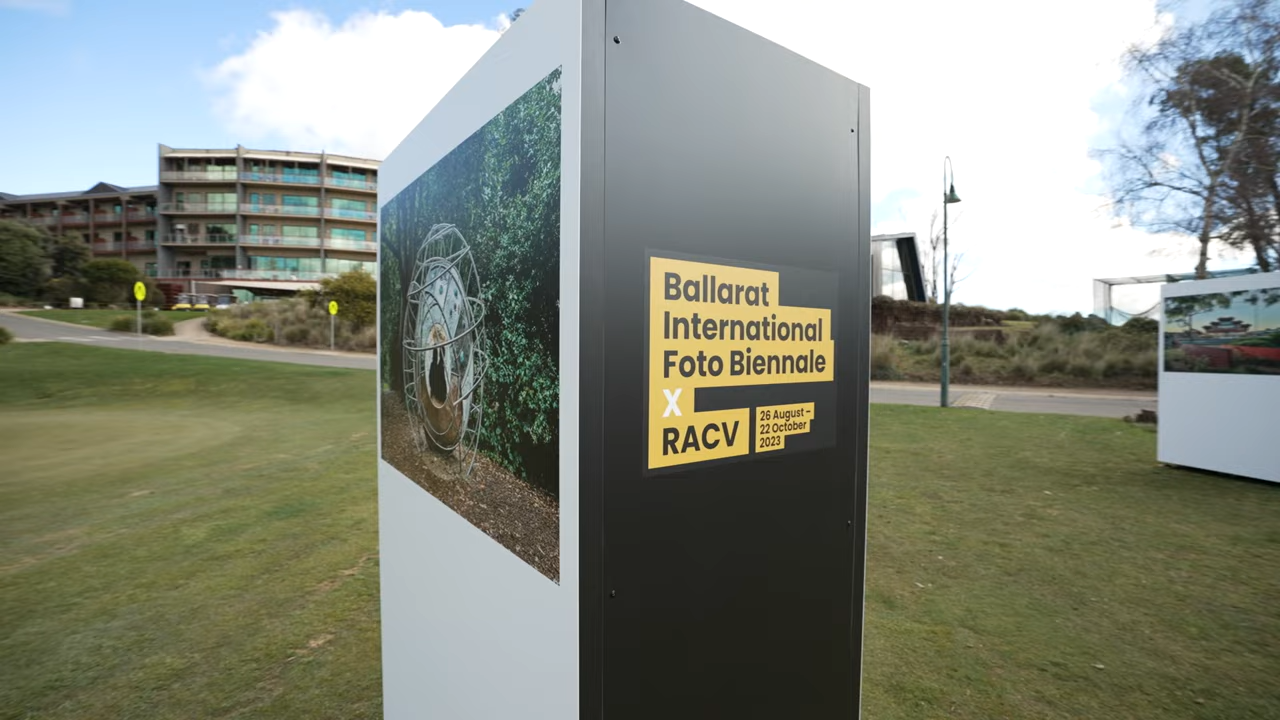 Ballarat
International
Foto Biennale
X
RACV
26 August –
22 October
2023